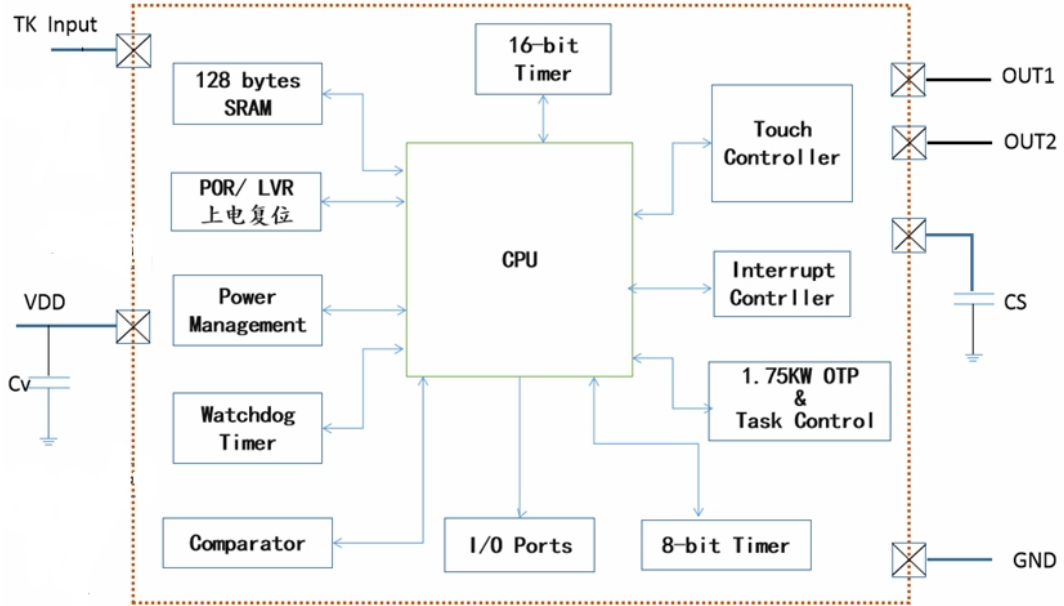 TK Input
16-bit
Timer
128 bytes
SRAM
OUT1
Touch
Controller
OUT2
POR/ LVR
上电复位
CPU
Interrupt
Contrller
VDD
Power
Management
CS
Cv
1.75KW OTP
&
Task Control
Watchdog
Timer
Comparator
I/O Ports
8-bit Timer
GND